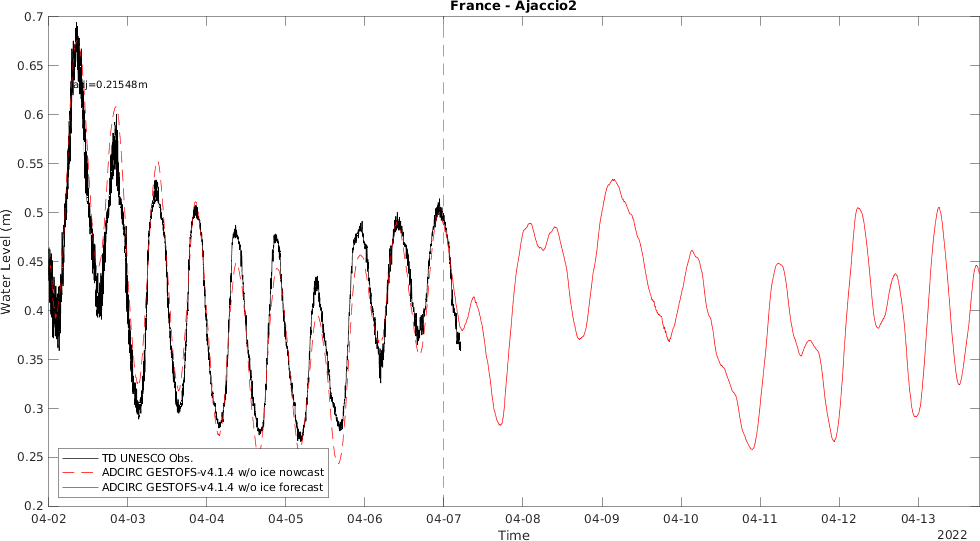 France - Ajaccio2
0.7
0.65
0.6
0.55
0.5
0.45
0.4
0.35
0.3
0.25
0.2
Water Level (m)
=0.21548m
TD UNESCO Obs.
ADCIRC GESTOFS-v4.1.4 w/o ice nowcast
ADCIRC GESTOFS-v4.1.4 w/o ice forecast
04-02 04-03 04-04 04-05 04-06 04-07 04-08 04-09 04-10 04-11 04-12 04-13
Time
2022